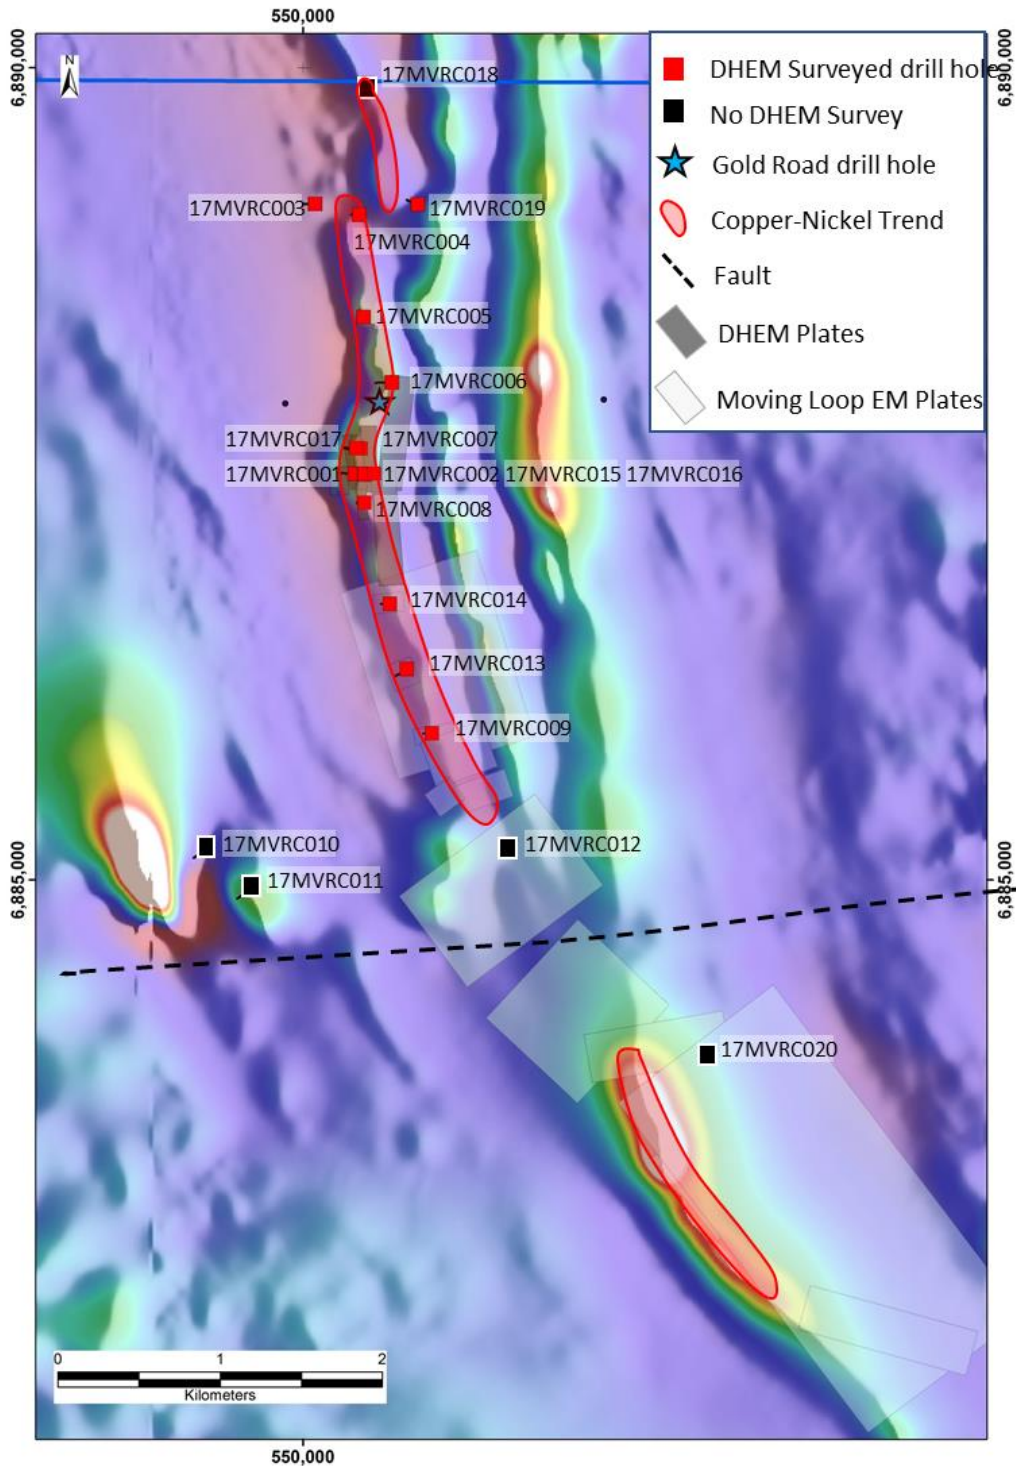 550,000
6,890,000
6,890,000
N
17MVRC018
DHEM Surveyed drill hole
No DHEM Survey
Gold Road drill hole
Copper-Nickel Trend
Fault
DHEM Plates
Moving Loop EM Plates
17MVRC003
17MVRC019
17MVRC004
17MVRC005
17MVRC006
17MVRC017
17MVRC007
17MVRC001
17MVRC002
17MVRC015
17MVRC016
17MVRC008
17MVRC014
17MVRC013
17MVRC009
17MVRC010
17MVRC012
17MVRC011
6,885,000
6,885,000
17MVRC020
0 1 2
Kilometers
550,000